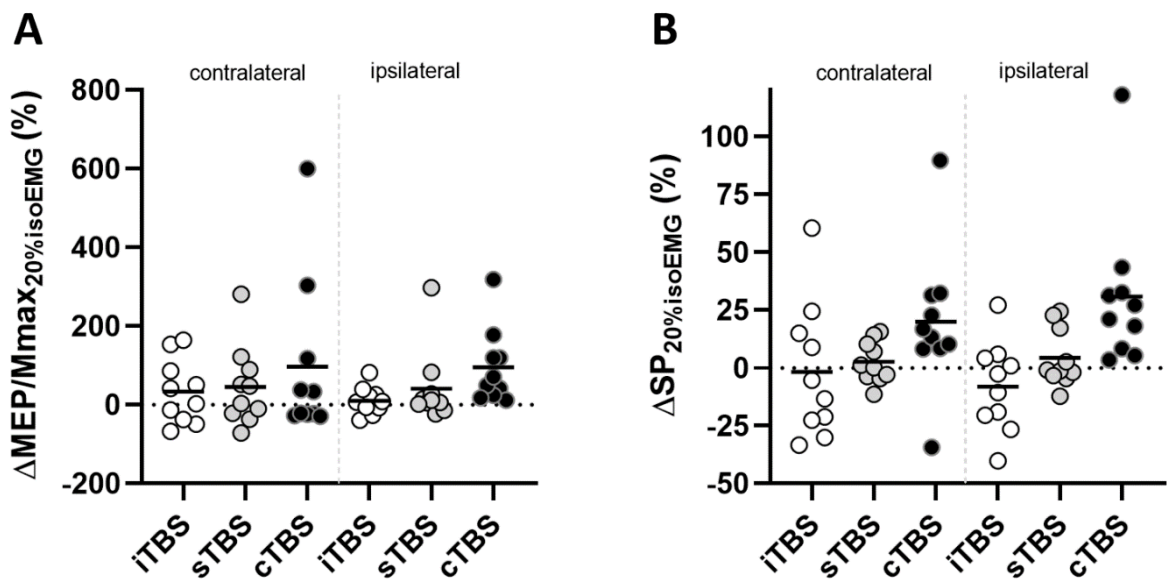 A
contralateral
ipsilateral
ΔMEP/Mmax20%isoEMG (%)
800
600
400
200
0
-200
iTBS
sTBS
cTBS
iTBS
sTBS
cTBS
B
contralateral
ipsilateral
ΔSP20%isoEMG (%)
100
75
50
25
0
-25
-50
iTBS
sTBS
cTBS
iTBS
sTBS
cTBS